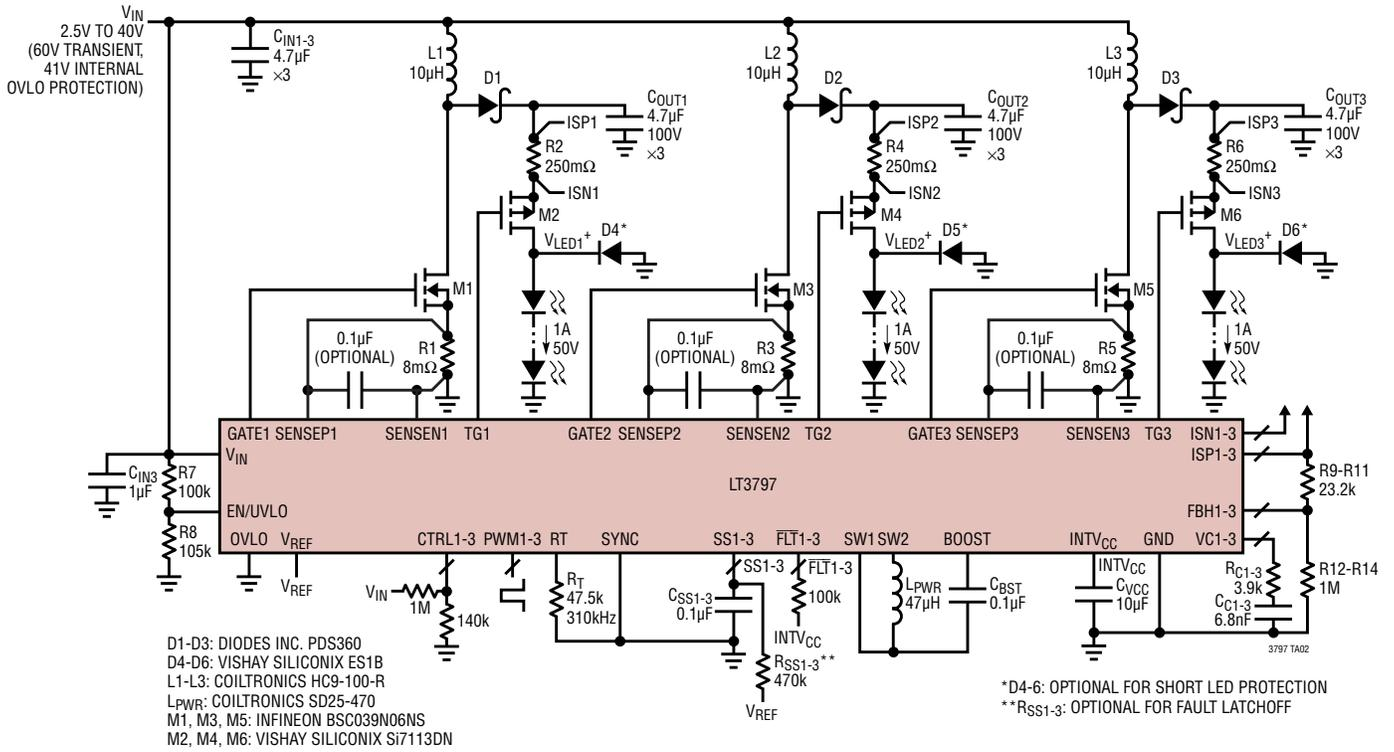 VIN
2.5V TO 40V
(60V TRANSIENT,
41V INTERNAL
OVLO PROTECTION)
CIN1-3
4.7µF
×3
L1
10µH
D1
COUT1
4.7µF
100V
×3
ISP1
R2
250mΩ
ISN1
M2
VLED1+
D4*
M1
1A
50V
0.1µF
(OPTIONAL)
R1
8mΩ
L2
10µH
D2
COUT2
4.7µF
100V
×3
ISP2
R4
250mΩ
ISN2
M4
VLED2+
D5*
M3
1A
50V
0.1µF
(OPTIONAL)
R3
8mΩ
L3
10µH
D3
COUT3
4.7µF
100V
×3
ISP3
R6
250mΩ
ISN3
M6
VLED3+
D6*
M5
1A
50V
0.1µF
(OPTIONAL)
R5
8mΩ
GATE1 SENSEP1 SENSEN1 TG1 GATE2 SENSEP2 SENSEN2 TG2 GATE3 SENSEP3 SENSEN3 TG3 ISN1-3
VIN
ISP1-3
LT3797
EN/UVLO
FBH1-3
OVLO VREF CTRL1-3 PWM1-3 RT SYNC SS1-3 FLT1-3 SW1 SW2 BOOST INTVCC GND VC1-3
CIN3
1µF
R7
100k
R8
105k
R9-R11
23.2k
R12-R14
1M
VREF
VIN
1M
140k
RT
47.5k
310kHz
SS1-3
CSS1-3
0.1µF
RSS1-3**
470k
VREF
FLT1-3
100k
INTVCC
LPWR
47µH
CBST
0.1µF
INTVCC
CVCC
10µF
RC1-3
3.9k
CC1-3
6.8nF
3797 TA02
D1-D3: DIODES INC. PDS360
D4-D6: VISHAY SILICONIX ES1B
L1-L3: COILTRONICS HC9-100-R
LPWR: COILTRONICS SD25-470
M1, M3, M5: INFINEON BSC039N06NS
M2, M4, M6: VISHAY SILICONIX Si7113DN
*D4-6: OPTIONAL FOR SHORT LED PROTECTION
**RSS1-3: OPTIONAL FOR FAULT LATCHOFF